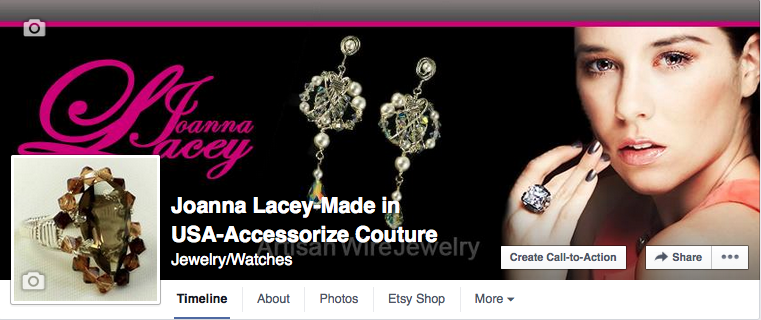 Joanna
Lacey
Joanna Lacey-Made in
USA-Accessorize Couture
Artisan WireJewelry
Jewelry/Watches
Create Call-to-Action
Share
Timeline
About
Photos
Etsy Shop
More